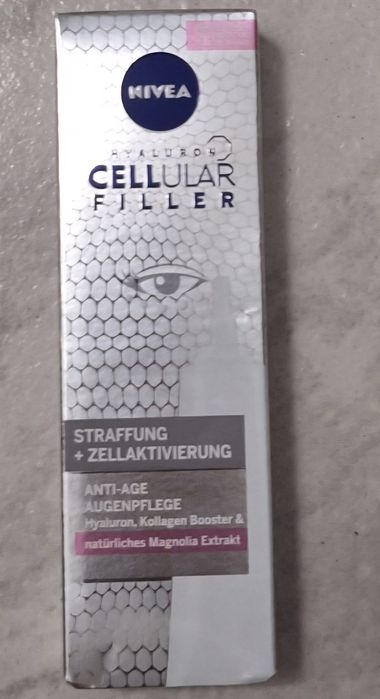 NIVEA
HYALURON
CELLULAR
FILLER
STRAFFUNG
+ ZELLAKTIVIERUNG
ANTI-AGE
AUGENPFLEGE
Hyaluron, Kollagen Booster &
natürliches Magnolia Extrakt